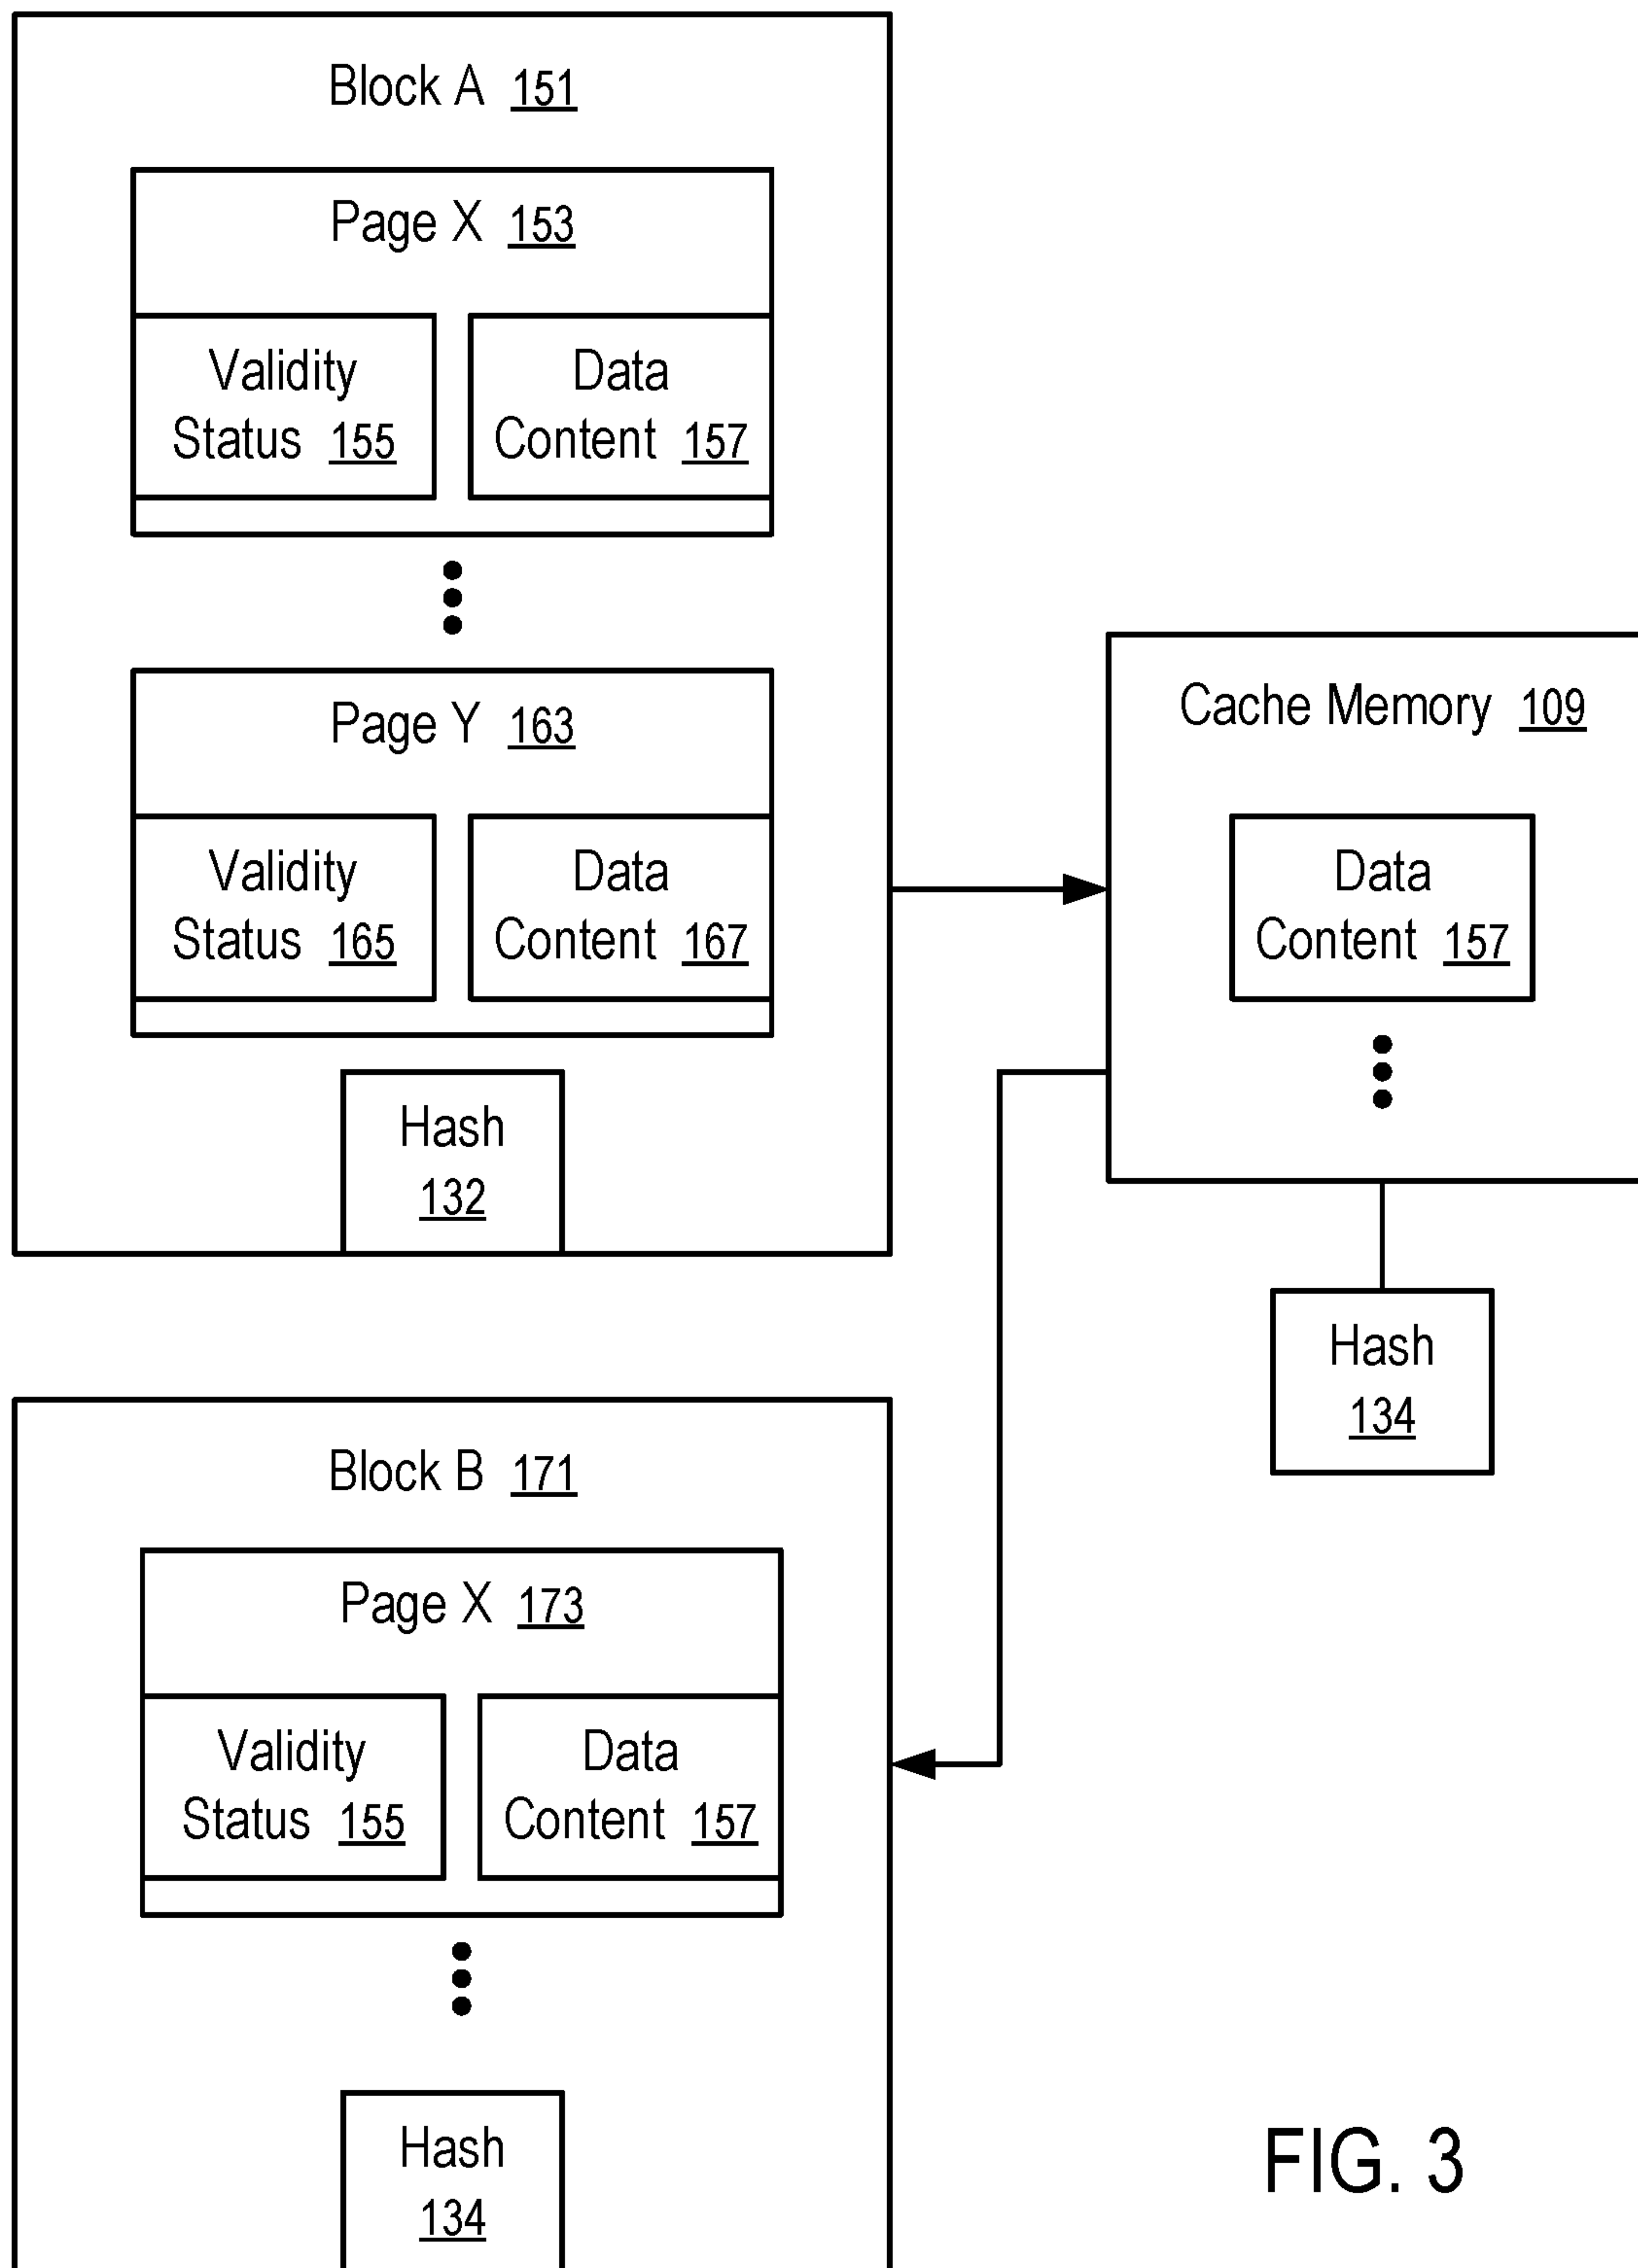 Block A 151
Page X 153
Validity
Status 155
Data
Content 157
Page Y 163
Validity
Status 165
Data
Content 167
Hash
132
Cache Memory 109
Data
Content 157
Hash
134
Block B 171
Page X 173
Validity
Status 155
Data
Content 157
Hash
134
FIG. 3